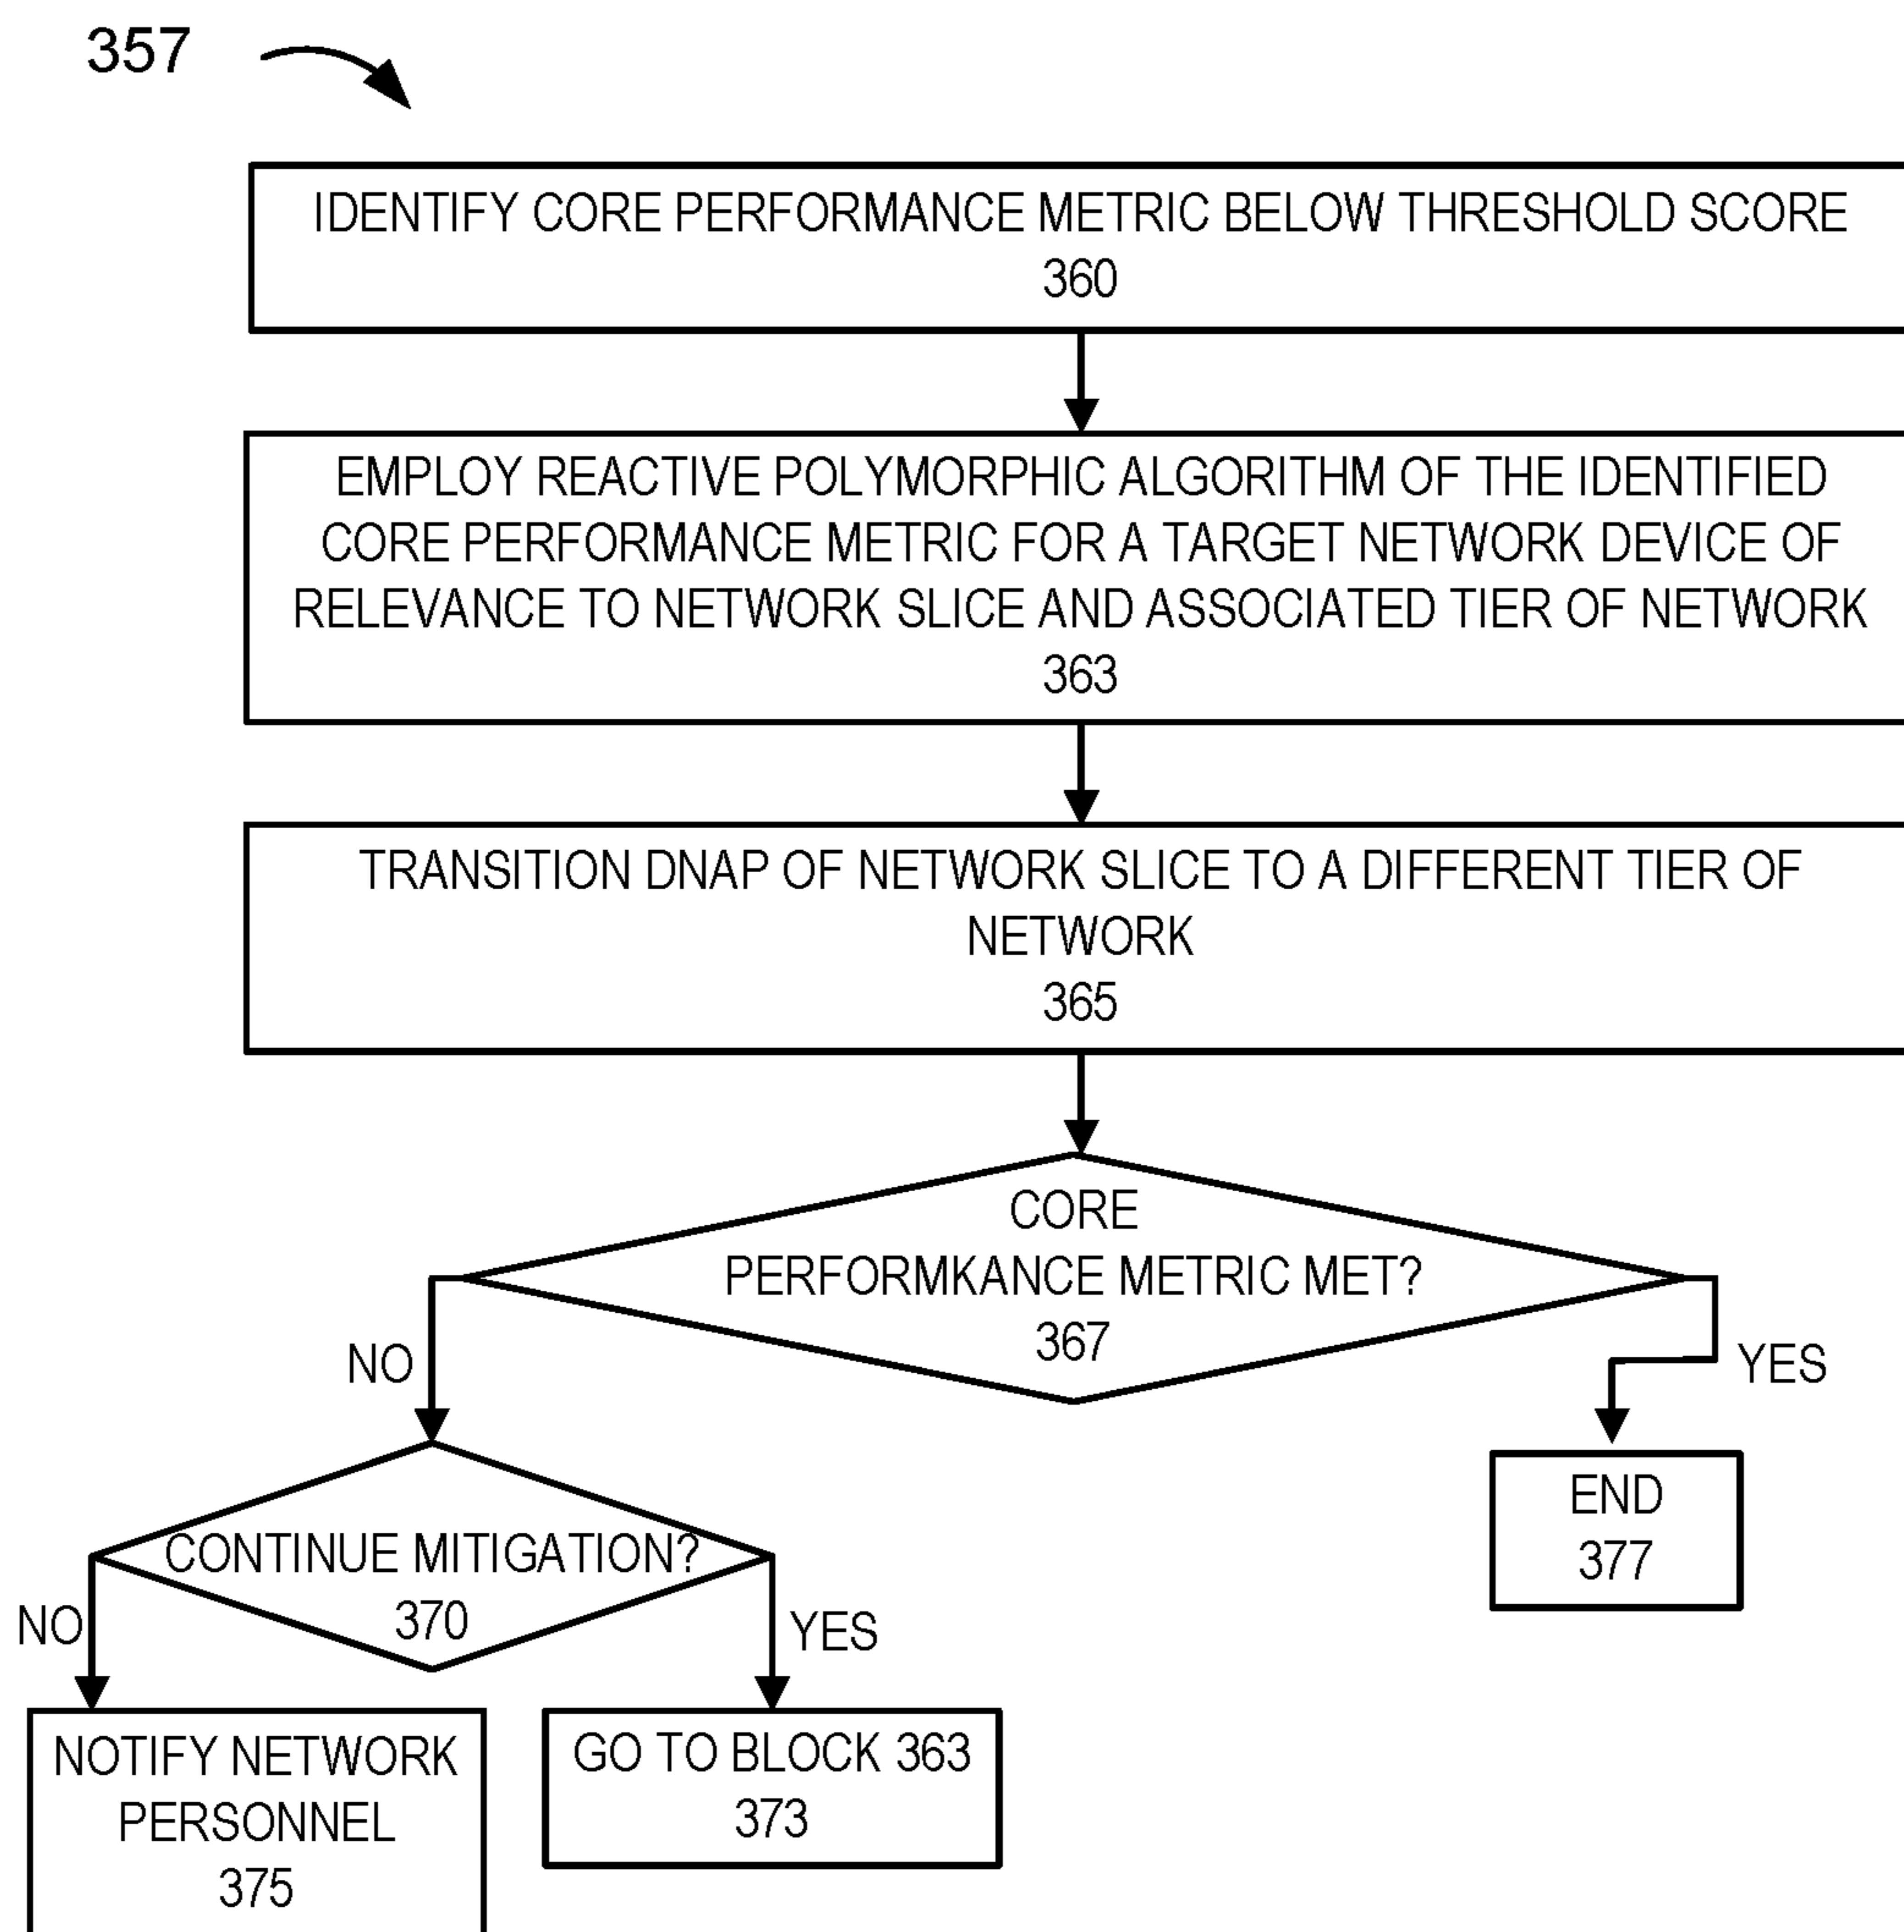 357
IDENTIFY CORE PERFORMANCE METRIC BELOW THRESHOLD SCORE
360
EMPLOY REACTIVE POLYMORPHIC ALGORITHM OF THE IDENTIFIED
CORE PERFORMANCE METRIC FOR A TARGET NETWORK DEVICE OF
RELEVANCE TO NETWORK SLICE AND ASSOCIATED TIER OF NETWORK
363
TRANSITION DNAP OF NETWORK SLICE TO A DIFFERENT TIER OF
NETWORK
365
CORE
PERFORMKANCE METRIC MET?
367
NO
YES
END
377
CONTINUE MITIGATION?
370
NO
YES
NOTIFY NETWORK
PERSONNEL
375
GO TO BLOCK 363
373